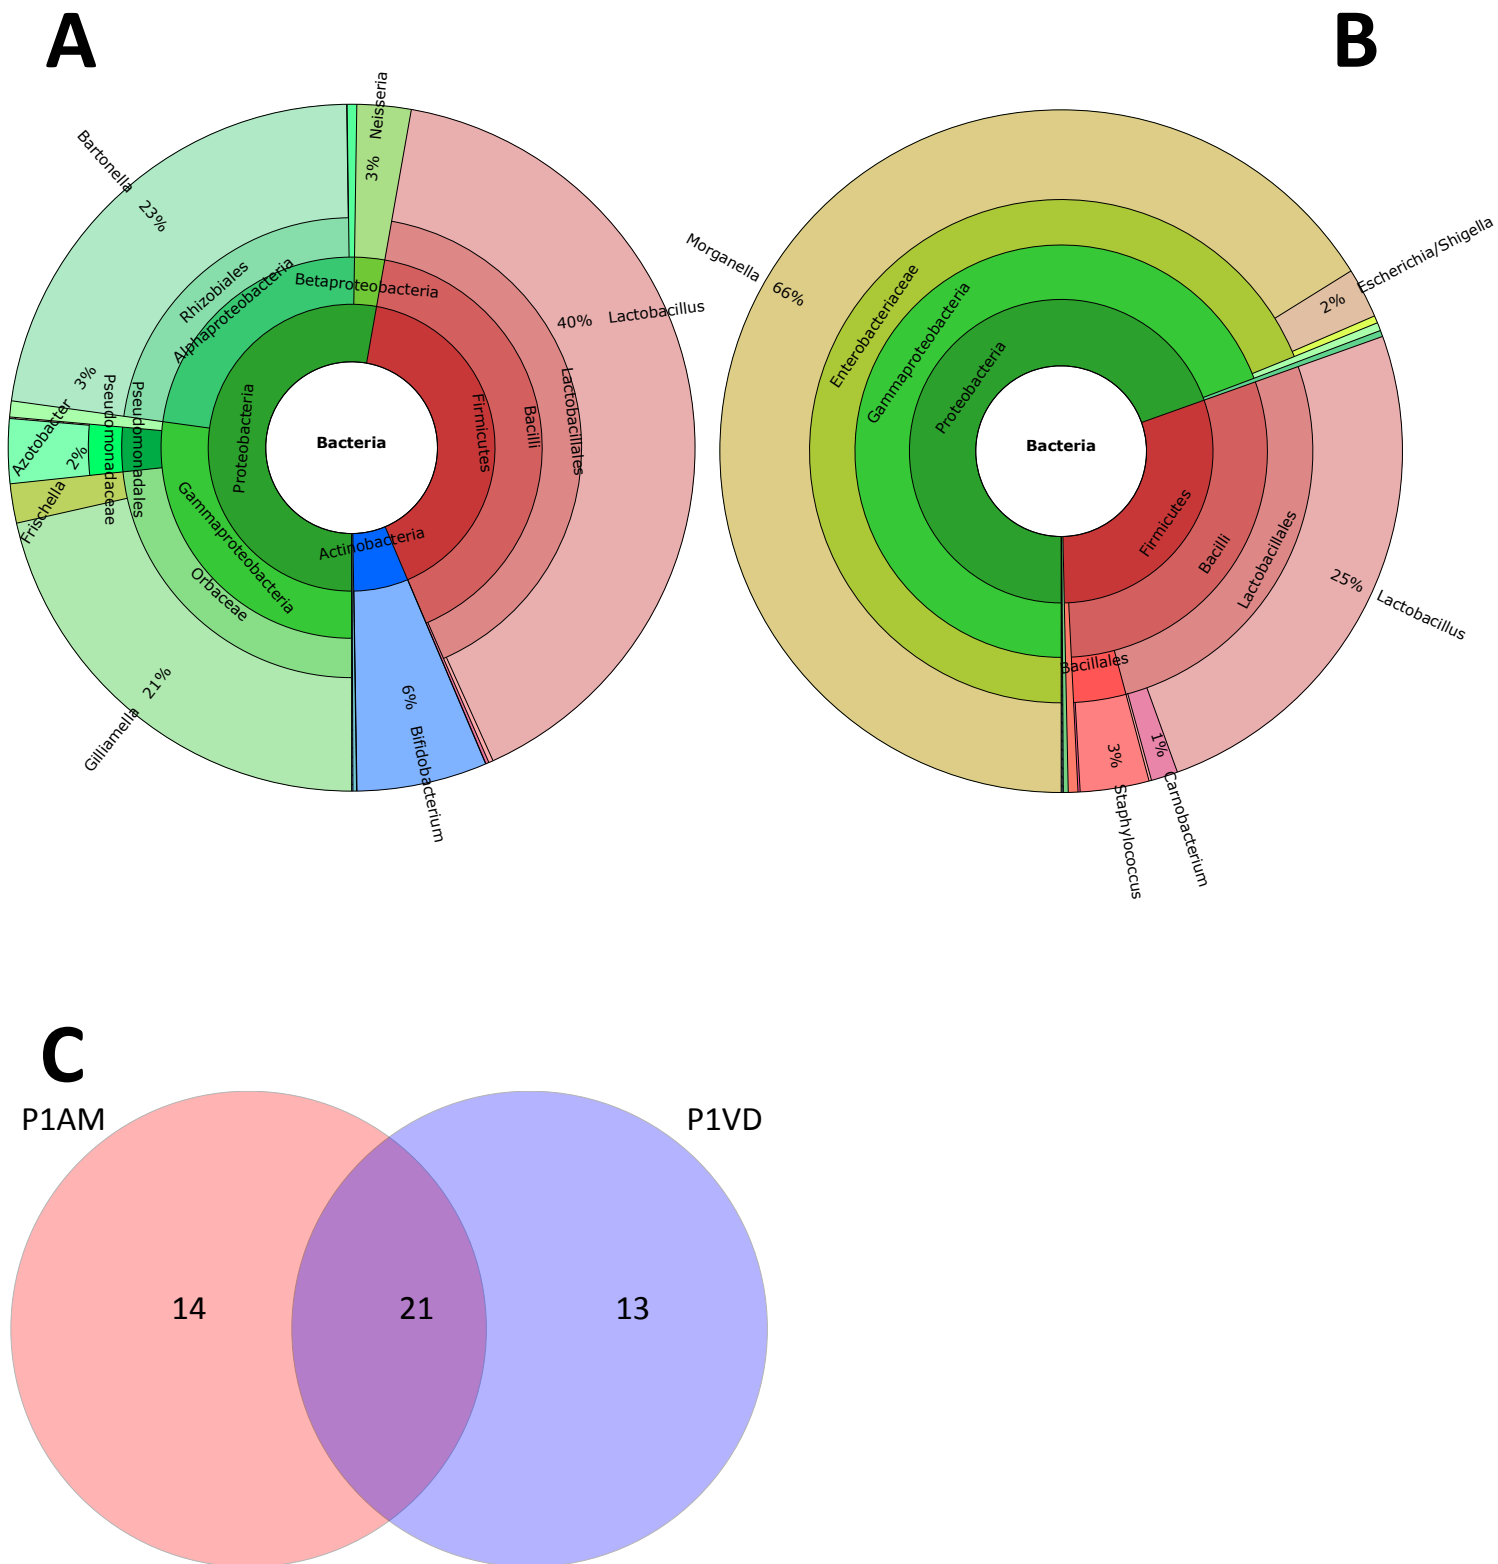 A
B
Neisseria
3%
Bartonella
23%
Betaproteobacteria
Rhizobiales
Alphaproteobacteria
40% Lactobacillus
Lactobacillales
Bacilli
Firmicutes
Proteobacteria
Bacteria
3%
Pseudomonadaceae
Pseudomonadales
Azotobacter
2%
Frischella
Gammaproteobacteria
Orbaceae
Actinobacteria
Gilliamella
21%
6% Bifidobacterium
Morganella
66%
Enterobacteriaceae
Gammaproteobacteria
Proteobacteria
Bacteria
Escherichia/Shigella
2%
Firmicutes
Bacilli
Lactobacillales
25%
Lactobacillus
Bacillales
3%
Staphylococcus
1%
Carnobacterium
C
P1AM
P1VD
14
21
13